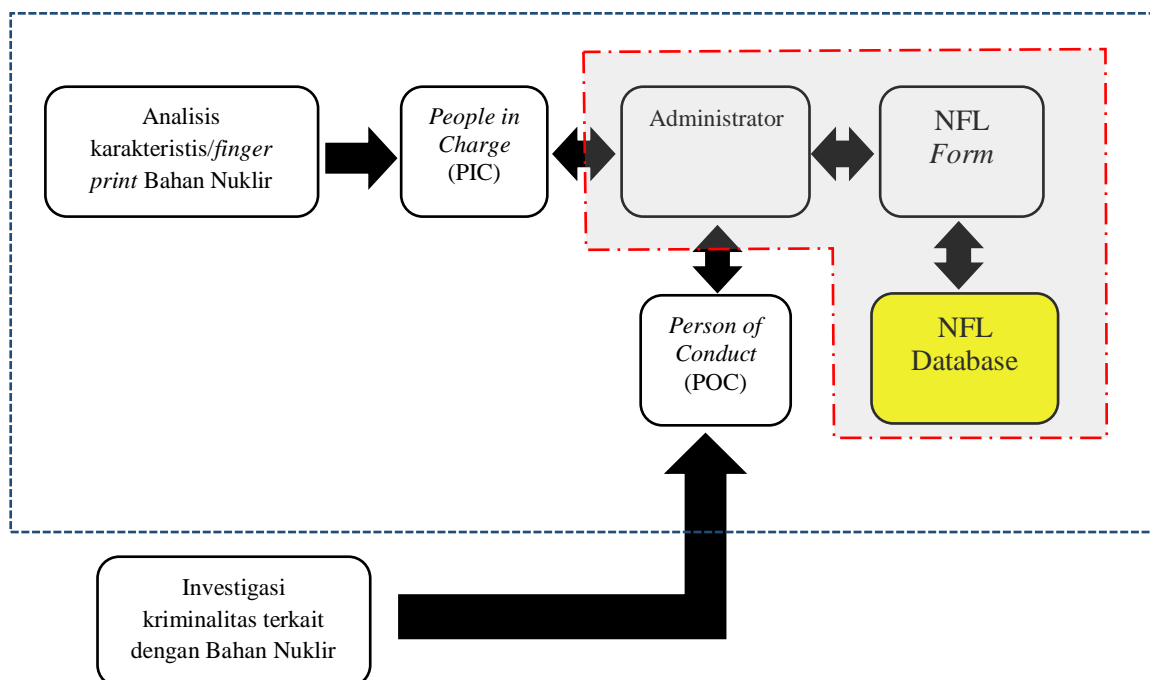 Analisis
karakteristis/finger
print Bahan Nuklir
People in
Charge
(PIC)
Administrator
NFL
Form
Person of
Conduct
(POC)
NFL
Database
Investigasi
kriminalitas terkait
dengan Bahan Nuklir